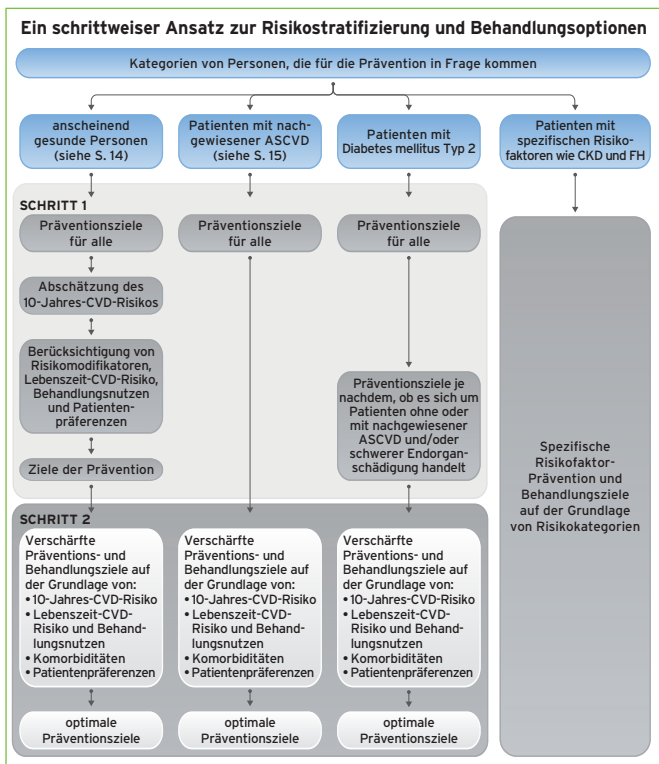 Ein schrittweiser Ansatz zur Risikostratifizierung und Behandlungsoptionen
Kategorien von Personen, die für die Prävention in Frage kommen
anscheinend
gesunde Personen
(siehe S. 14)
Patienten mit nach-
gewiesener ASCVD
(siehe S. 15)
Patienten mit
Diabetes mellitus Typ 2
Patienten mit
spezifischen Risiko-
faktoren wie CKD und FH
SCHRITT 1
Präventionsziele
für alle
Präventionsziele
für alle
Präventionsziele
für alle
Abschätzung des
10-Jahres-CVD-Risikos
Berücksichtigung von
Risikomodifikatoren,
Lebenszeit-CVD-Risiko,
Behandlungsnutzen
und Patienten-
präferenzen
Ziele der Prävention
Präventionsziele je
nachdem, ob es sich um
Patienten ohne oder
mit nachgewiesener
ASCVD und/oder
schwerer Endorgan-
schädigung handelt
Spezifische
Risikofaktor-
Prävention und
Behandlungsziele
auf der Grundlage
von Risikokategorien
SCHRITT 2
Verschärfte
Präventions- und
Behandlungsziele auf
der Grundlage von:
• 10-Jahres-CVD-Risiko
• Lebenszeit-CVD-
Risiko und Behand-
lungsnutzen
• Komorbiditäten
• Patientenpräferenzen
Verschärfte
Präventions- und
Behandlungsziele auf
der Grundlage von:
• 10-Jahres-CVD-Risiko
• Lebenszeit-CVD-
Risiko und Behand-
lungsnutzen
• Komorbiditäten
• Patientenpräferenzen
Verschärfte
Präventions- und
Behandlungsziele auf
der Grundlage von:
• 10-Jahres-CVD-Risiko
• Lebenszeit-CVD-
Risiko und Behand-
lungsnutzen
• Komorbiditäten
• Patientenpräferenzen
optimale
Präventionsziele
optimale
Präventionsziele
optimale
Präventionsziele